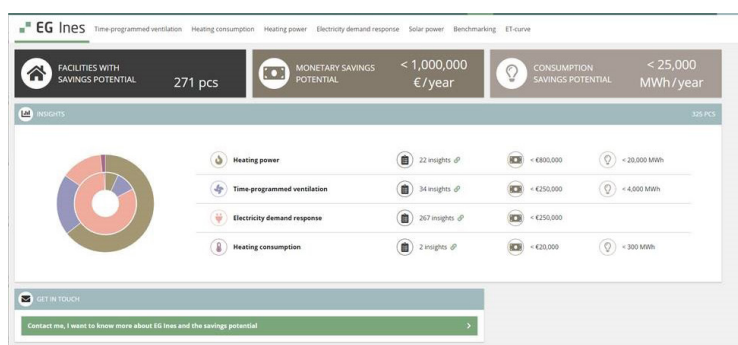 EG Ines Time-programmed ventilation Heating consumption Heating power Electricity demand response Solar power Benchmarking ET-curve
FACILITIES WITH
SAVINGS POTENTIAL
271 pcs
MONETARY SAVINGS
POTENTIAL
< 1,000,000
€/year
CONSUMPTION
SAVINGS POTENTIAL
< 25,000
MWh/year
INSIGHTS 325 PCS
Heating power 22 insights < €800,000 < 20,000 MWh
Time-programmed ventilation 34 insights < €250,000 < 4,000 MWh
Electricity demand response 267 insights < €250,000
Heating consumption 2 insights < €20,000 < 300 MWh
GET IN TOUCH
Contact me, I want to know more about EG Ines and the savings potential >